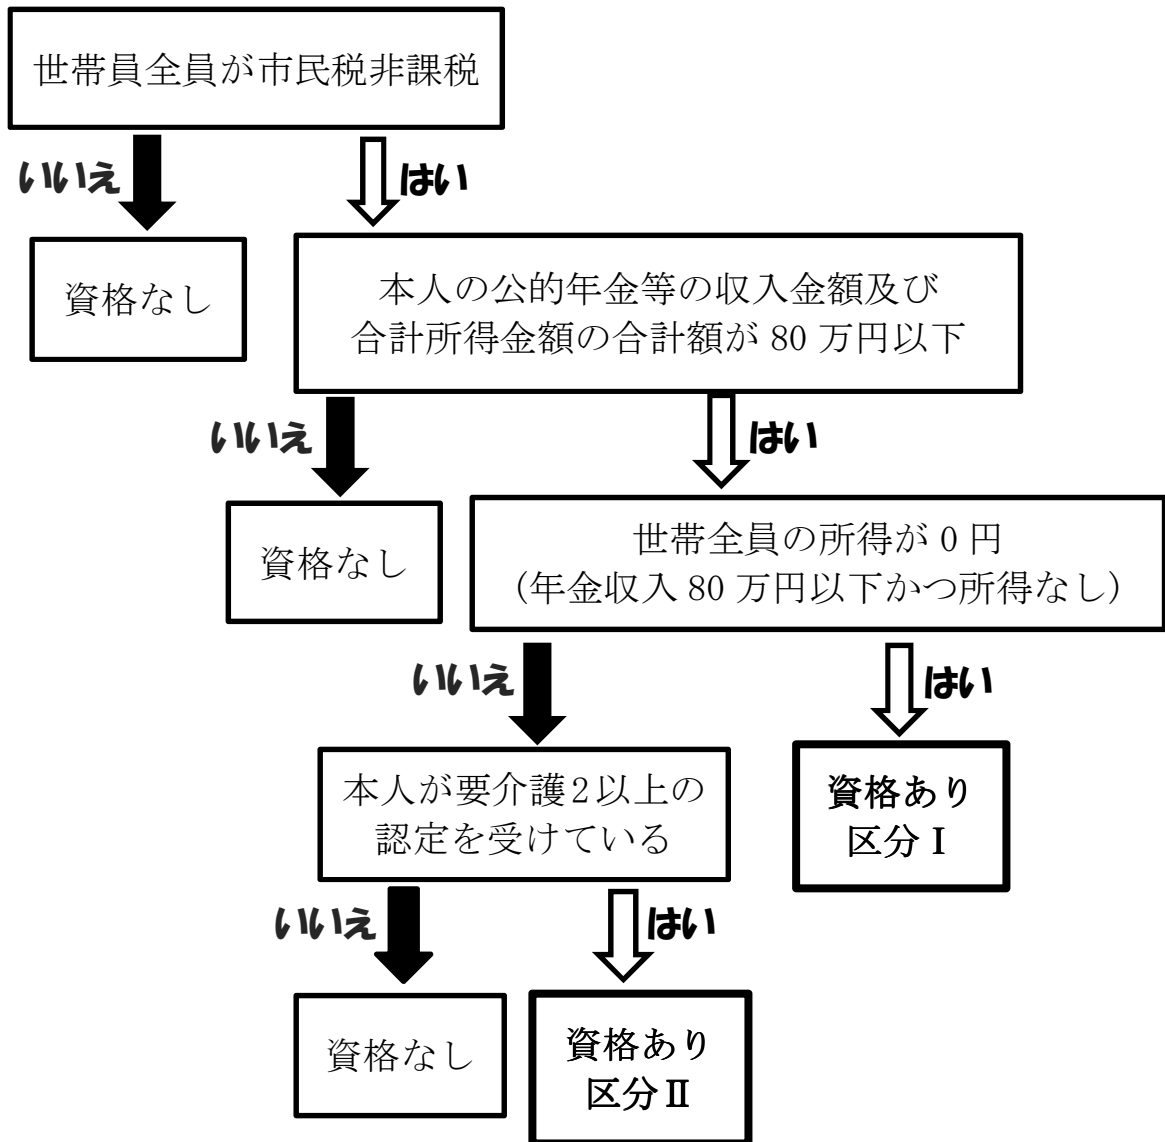 世帯員全員が市民税非課税
いいえ
はい
資格なし
本人の公的年金等の収入金額及び
合計所得金額の合計額が 80 万円以下
いいえ
はい
資格なし
世帯全員の所得が 0 円
（年金収入 80 万円以下かつ所得なし）
いいえ
はい
本人が要介護2以上の
認定を受けている
資格あり
区分Ⅰ
いいえ
はい
資格なし
資格あり
区分Ⅱ